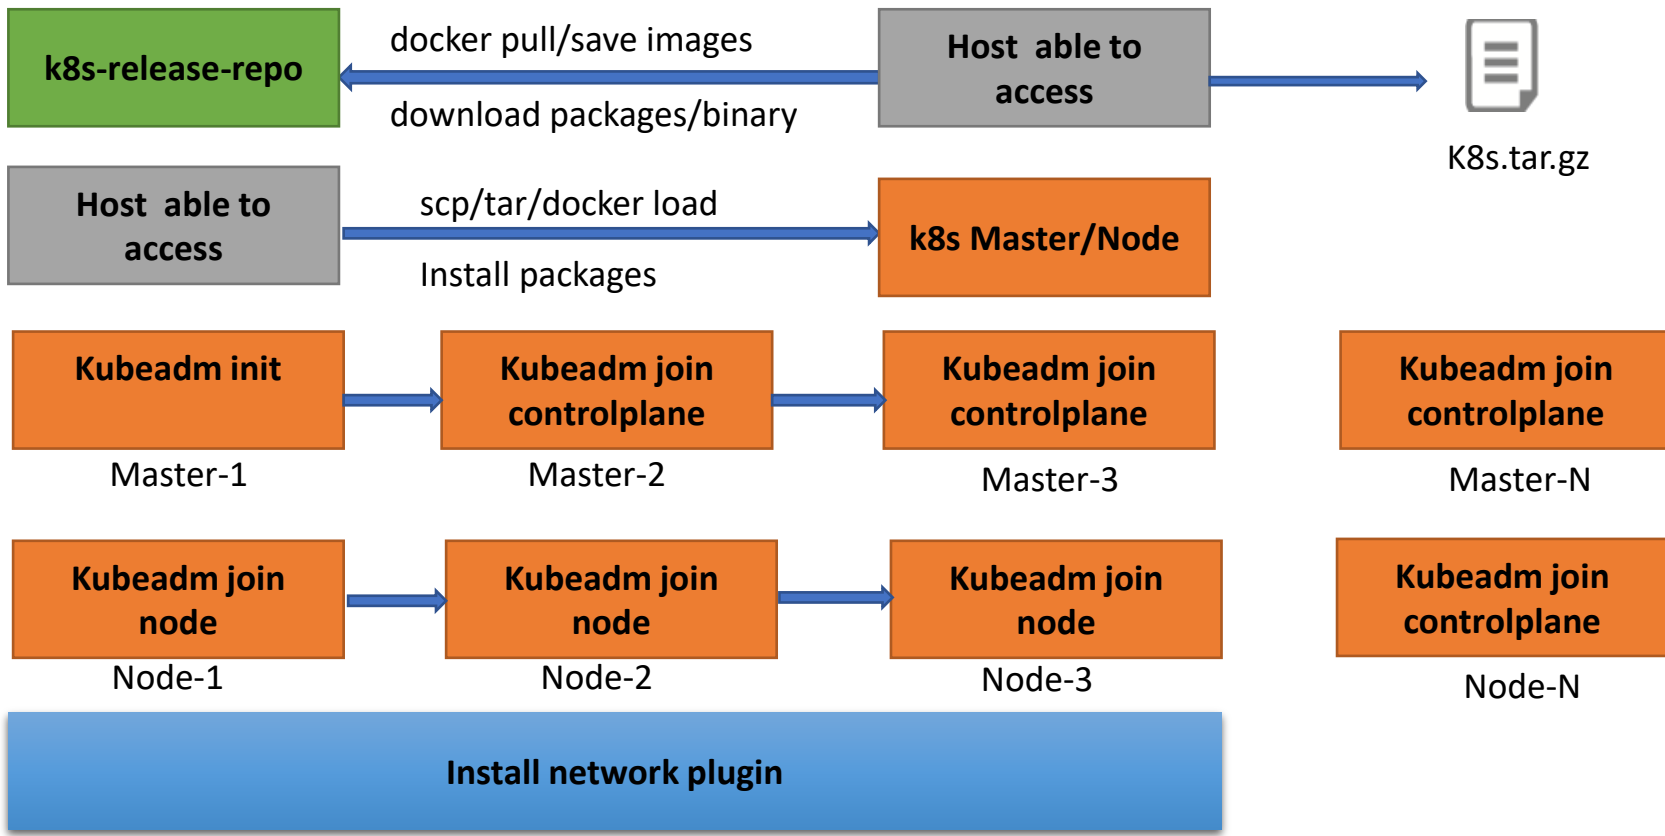 k8s-release-repo
docker pull/save images
download packages/binary
Host able to
access
K8s.tar.gz
Host able to
access
scp/tar/docker load
Install packages
k8s Master/Node
Kubeadm init
Master-1
Kubeadm join
controlplane
Master-2
Kubeadm join
controlplane
Master-3
Kubeadm join
controlplane
Master-N
Kubeadm join
node
Node-1
Kubeadm join
node
Node-2
Kubeadm join
node
Node-3
Kubeadm join
controlplane
Node-N
Install network plugin